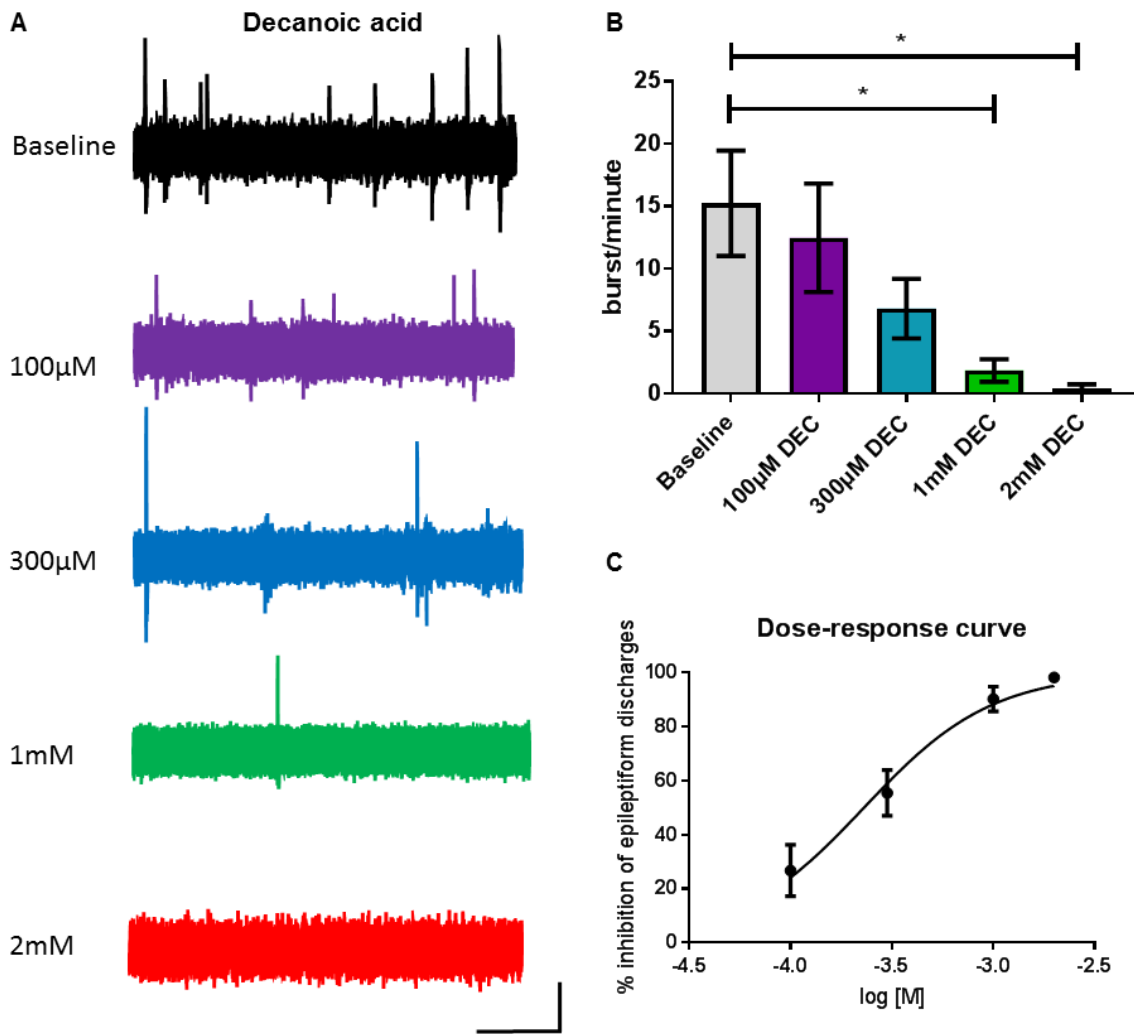 A
Decanoic acid
Baseline
100μM
300μM
1mM
2mM
B
*
*
25
20
15
10
5
0
burst/minute
Baseline
100μM DEC
300μM DEC
1mM DEC
2mM DEC
C
Dose-response curve
100
80
60
40
20
0
% inhibition of epileptiform discharges
-4.5 -4.0 -3.5 -3.0 -2.5
log [M]